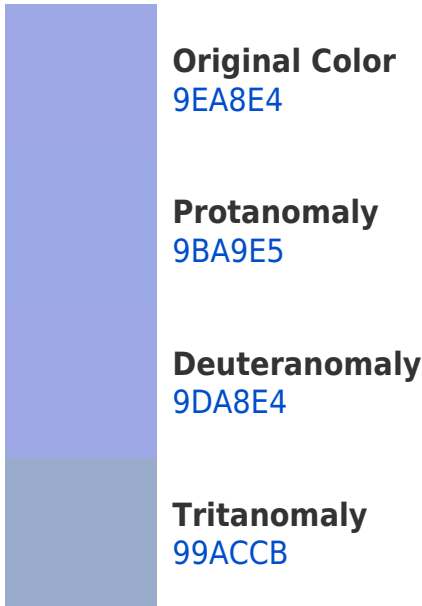 Original Color
9EA8E4
Protanomaly
9BA9E5
Deuteranomaly
9DA8E4
Tritanomaly
99ACCB